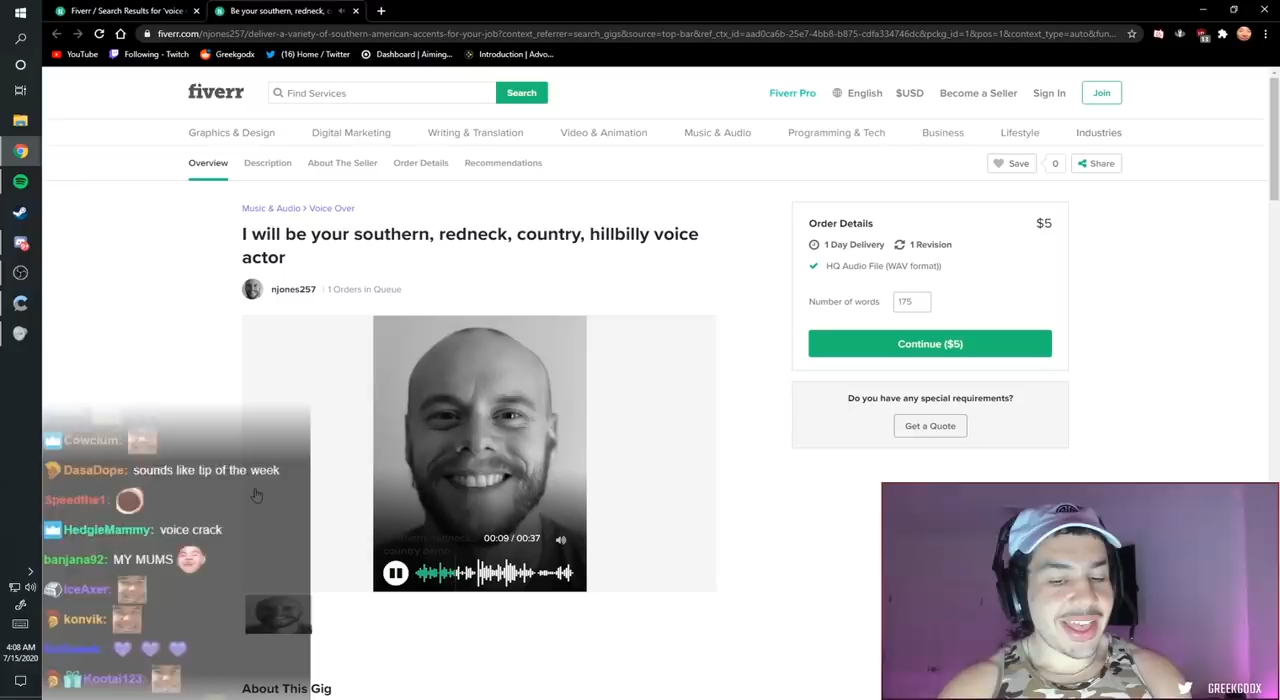 Fiverr / Search Results for 'voice
Be your southern, redneck, c
fiverr.com/njones257/deliver-a-variety-of-southern-american-accents-for-your-job?context_referrer=search_gigs&source=top-bar&ref_ctx_id=aad0ca6b-25e7-4bb8-b875-cdfa334746dc&pckg_id=1&pos=1&context_type=auto&fun...
YouTube
Following - Twitch
Greekgodx
(16) Home / Twitter
Dashboard | Aiming...
Introduction | Advo...
fiverr
Find Services
Search
Fiverr Pro
English
$USD
Become a Seller
Sign In
Join
Graphics & Design
Digital Marketing
Writing & Translation
Video & Animation
Music & Audio
Programming & Tech
Business
Lifestyle
Industries
Overview
Description
About The Seller
Order Details
Recommendations
Save
0
Share
Music & Audio > Voice Over
I will be your southern, redneck, country, hillbilly voice
actor
njones257 | 1 Orders in Queue
Order Details
$5
1 Day Delivery
1 Revision
HQ Audio File (WAV format))
Number of words
175
Continue ($5)
Do you have any special requirements?
Get a Quote
redneck,
country demo
00:09 / 00:37
Cowcium:
DasaDope: sounds like tip of the week
Speedthe1:
HedgieMammy: voice crack
banjana92: MY MUMS
IceAxer:
konvik:
Kootai123:
About This Gig
4:08 AM
7/15/2020
GREEKGODX